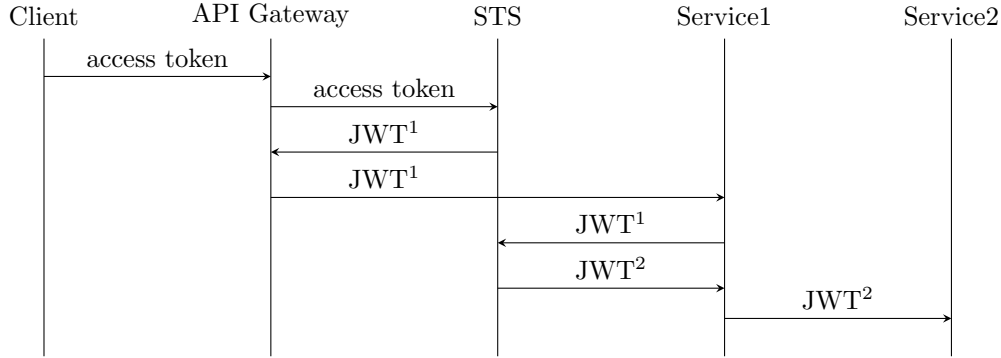 Client API Gateway STS Service1 Service2
access token
access token
JWT¹
JWT¹
JWT¹
JWT²
JWT²